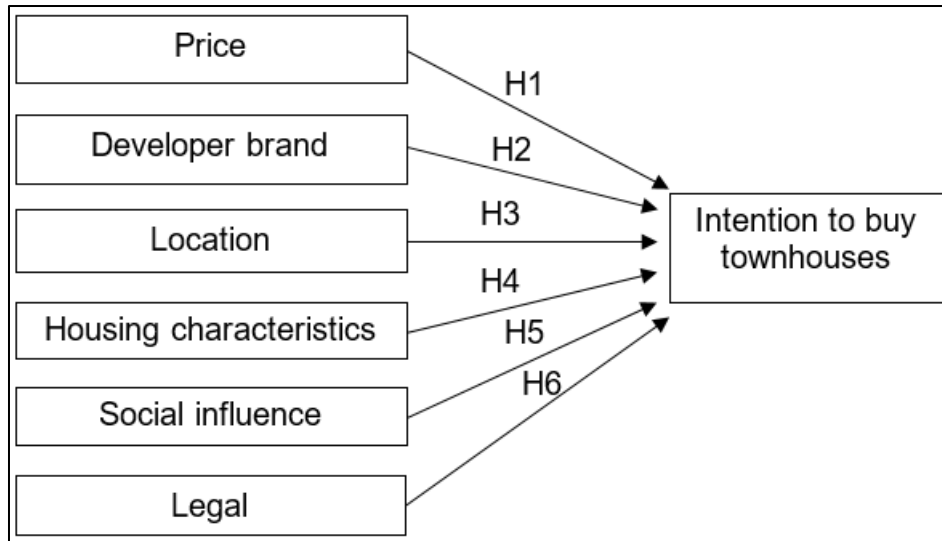 Price
H1
Developer brand
H2
Location
H3
Intention to buy
townhouses
Housing characteristics
H4
Social influence
H5
Legal
H6